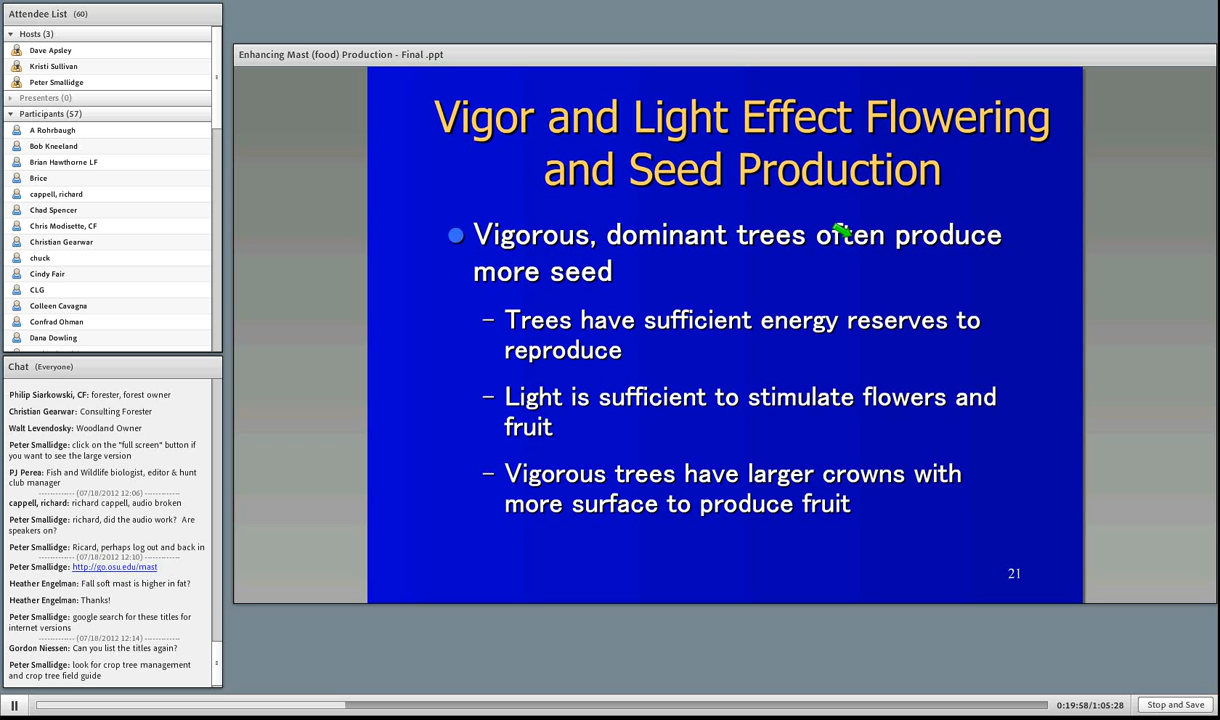 Attendee List (60)
Hosts (3)
Dave Apsley
Kristi Sullivan
Peter Smallidge
Presenters (0)
Participants (57)
A Rohrbaugh
Bob Kneeland
Brian Hawthorne LF
Brice
cappell, richard
Chad Spencer
Chris Modisette, CF
Christian Gearwar
chuck
Cindy Fair
CLG
Colleen Cavagna
Confrad Ohman
Dana Dowling
Chat (Everyone)
Philip Siarkowski, CF: forester, forest owner
Christian Gearwar: Consulting Forester
Walt Levendosky: Woodland Owner
Peter Smallidge: click on the "full screen" button if
you want to see the large version
PJ Perea: Fish and Wildlife biologist, editor & hunt
club manager
------------- (07/18/2012 12:06) -------------
cappell, richard: richard cappell, audio broken
Peter Smallidge: richard, did the audio work? Are
speakers on?
Peter Smallidge: Ricard, perhaps log out and back in
------------- (07/18/2012 12:10) -------------
Peter Smallidge: http://go.osu.edu/mast
Heather Engelman: Fall soft mast is higher in fat?
Heather Engelman: Thanks!
Peter Smallidge: google search for these titles for
internet versions
------------- (07/18/2012 12:14) -------------
Gordon Niessen: Can you list the titles again?
Peter Smallidge: look for crop tree management
and crop tree field guide
Enhancing Mast (food) Production - Final .ppt
Vigor and Light Effect Flowering
and Seed Production
Vigorous, dominant trees often produce
more seed
– Trees have sufficient energy reserves to
reproduce
– Light is sufficient to stimulate flowers and
fruit
– Vigorous trees have larger crowns with
more surface to produce fruit
21
0:19:58/1:05:28
Stop and Save